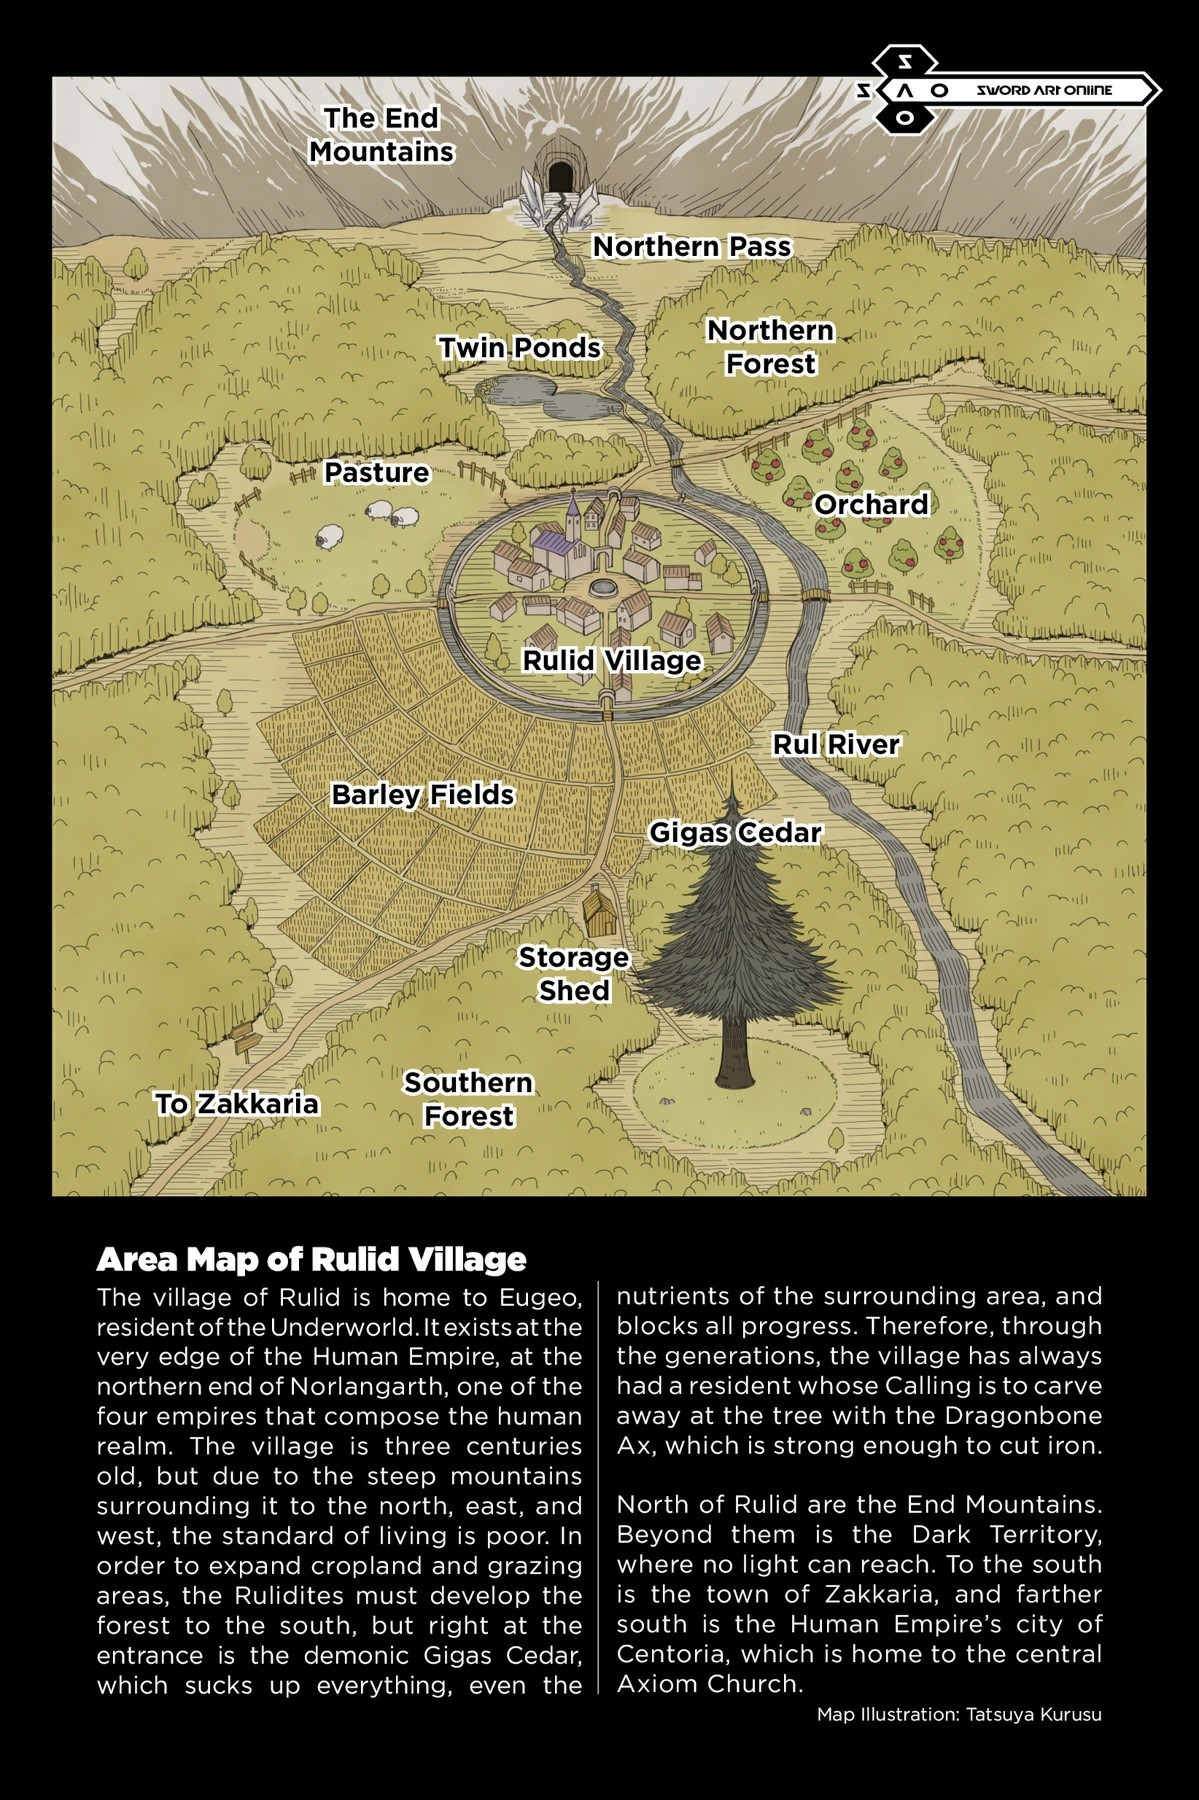 S
S A O SWORD ART ONLINE
O
The End
Mountains
Northern Pass
Northern
Forest
Twin Ponds
Pasture
Orchard
Rulid Village
Rul River
Barley Fields
Gigas Cedar
Storage
Shed
Southern
Forest
To Zakkaria
Area Map of Rulid Village
The village of Rulid is home to Eugeo,
resident of the Underworld. It exists at the
very edge of the Human Empire, at the
northern end of Norlangarth, one of the
four empires that compose the human
realm. The village is three centuries
old, but due to the steep mountains
surrounding it to the north, east, and
west, the standard of living is poor. In
order to expand cropland and grazing
areas, the Rulidites must develop the
forest to the south, but right at the
entrance is the demonic Gigas Cedar,
which sucks up everything, even the
nutrients of the surrounding area, and
blocks all progress. Therefore, through
the generations, the village has always
had a resident whose Calling is to carve
away at the tree with the Dragonbone
Ax, which is strong enough to cut iron.
North of Rulid are the End Mountains.
Beyond them is the Dark Territory,
where no light can reach. To the south
is the town of Zakkaria, and farther
south is the Human Empire's city of
Centoria, which is home to the central
Axiom Church.
Map Illustration: Tatsuya Kurusu